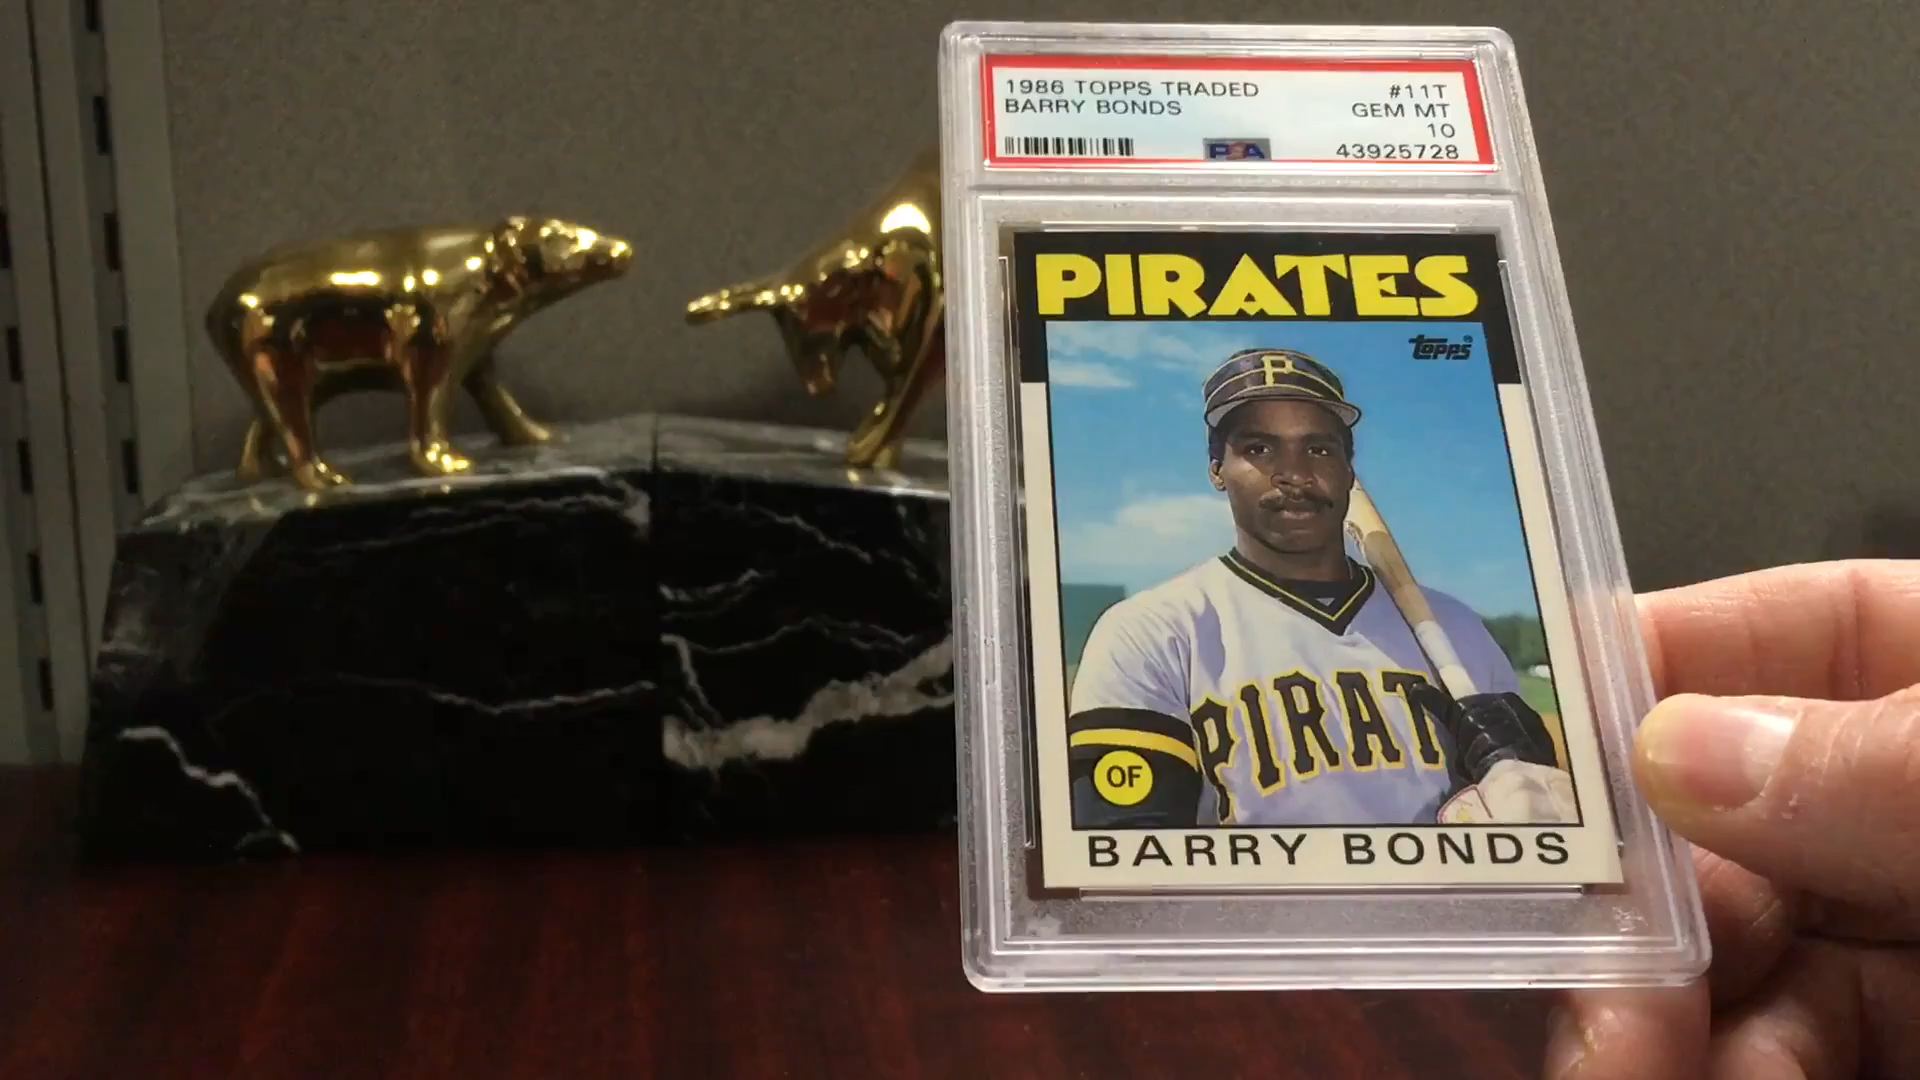 1986 TOPPS TRADED #11T
BARRY BONDS GEM MT
10
PSA 43925728
PIRATES
topps®
P
PIRAT
OF
BARRY BONDS